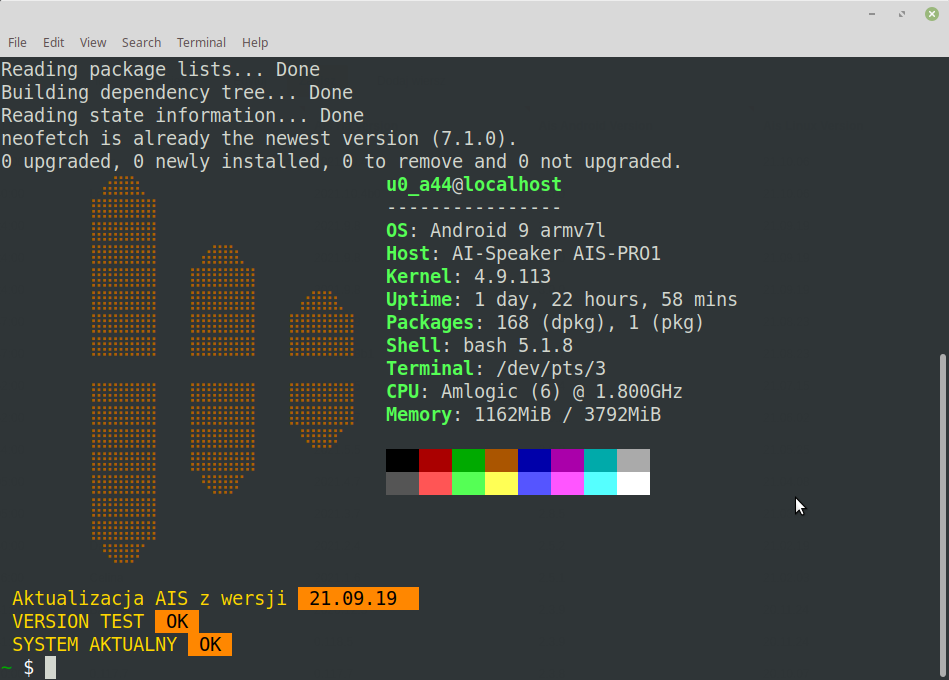 File Edit View Search Terminal Help
Reading package lists... Done
Building dependency tree... Done
Reading state information... Done
neofetch is already the newest version (7.1.0).
0 upgraded, 0 newly installed, 0 to remove and 0 not upgraded.
u0_a44@localhost
----------------
OS: Android 9 armv7l
Host: AI-Speaker AIS-PRO1
Kernel: 4.9.113
Uptime: 1 day, 22 hours, 58 mins
Packages: 168 (dpkg), 1 (pkg)
Shell: bash 5.1.8
Terminal: /dev/pts/3
CPU: Amlogic (6) @ 1.800GHz
Memory: 1162MiB / 3792MiB
Aktualizacja AIS z wersji 21.09.19
VERSION TEST OK
SYSTEM AKTUALNY OK
~ $